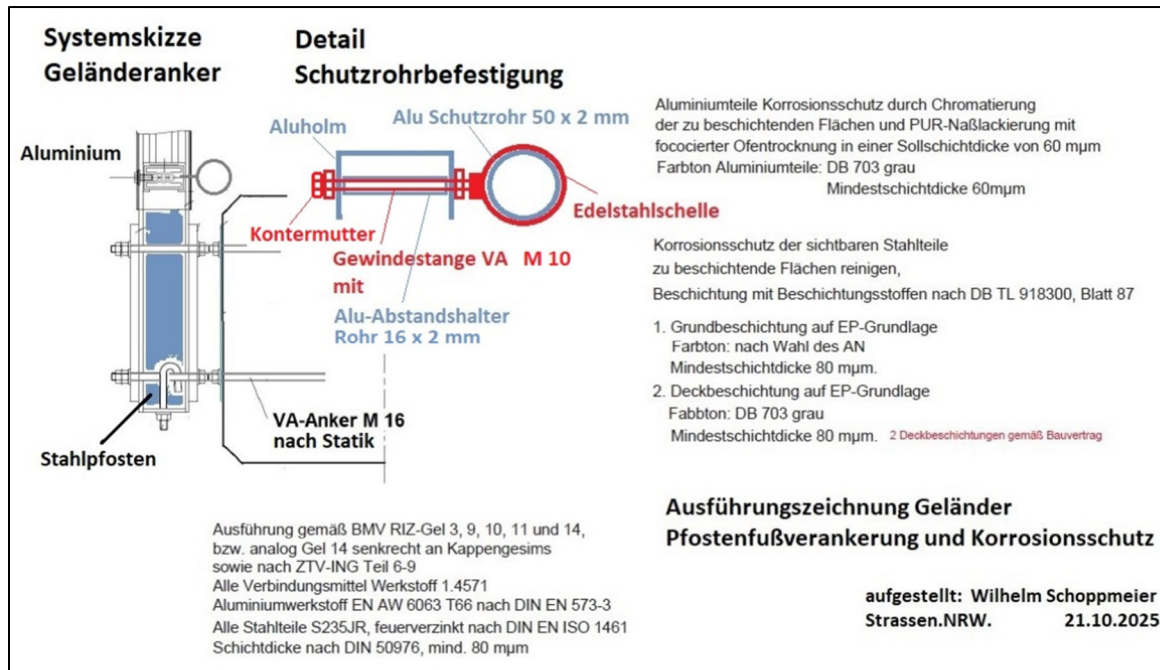 Systemskizze
Geländeranker
Detail
Schutzrohrbefestigung
Aluminium
Aluholm
Alu Schutzrohr 50 x 2 mm
Kontermutter
Edelstahlschelle
Gewindestange VA M 10
mit
Alu-Abstandshalter
Rohr 16 x 2 mm
VA-Anker M 16
nach Statik
Stahlpfosten
Aluminiumteile Korrosionsschutz durch Chromatierung
der zu beschichtenden Flächen und PUR-Naßlackierung mit
fococierter Ofentrocknung in einer Sollschichtdicke von 60 mµm
Farbton Aluminiumteile: DB 703 grau
Mindestschichtdicke 60mµm
Korrosionsschutz der sichtbaren Stahlteile
zu beschichtende Flächen reinigen,
Beschichtung mit Beschichtungsstoffen nach DB TL 918300, Blatt 87
1. Grundbeschichtung auf EP-Grundlage
Farbton: nach Wahl des AN
Mindestschichtdicke 80 mµm.
2. Deckbeschichtung auf EP-Grundlage
Fabbton: DB 703 grau
Mindestschichtdicke 80 mµm. 2 Deckbeschichtungen gemäß Bauvertrag
Ausführung gemäß BMV RIZ-Gel 3, 9, 10, 11 und 14,
bzw. analog Gel 14 senkrecht an Kappengesims
sowie nach ZTV-ING Teil 6-9
Alle Verbindungsmittel Werkstoff 1.4571
Aluminiumwerkstoff EN AW 6063 T66 nach DIN EN 573-3
Alle Stahlteile S235JR, feuerverzinkt nach DIN EN ISO 1461
Schichtdicke nach DIN 50976, mind. 80 mµm
Ausführungszeichnung Geländer
Pfostenfußverankerung und Korrosionsschutz
aufgestellt: Wilhelm Schoppmeier
Strassen.NRW. 21.10.2025